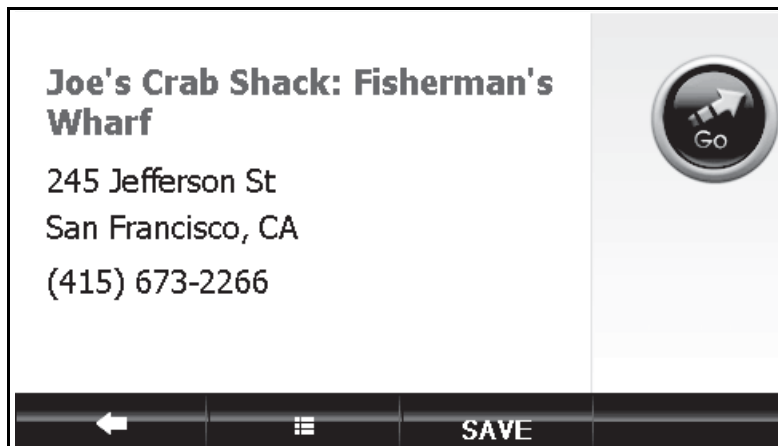 Joe's Crab Shack: Fisherman's
Wharf
245 Jefferson St
San Francisco, CA
(415) 673-2266
Go
SAVE